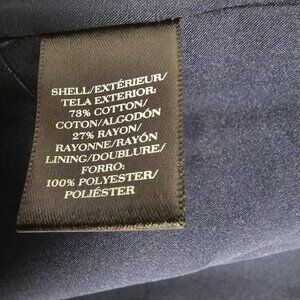 SHELL/EXTÉRIEUR/
TELA EXTERIOR:
73% COTTON/
COTON/ALGODÓN
27% RAYON/
RAYONNE/RAYÓN
LINING/DOUBLURE/
FORRO:
100% POLYESTER/
POLIÉSTER